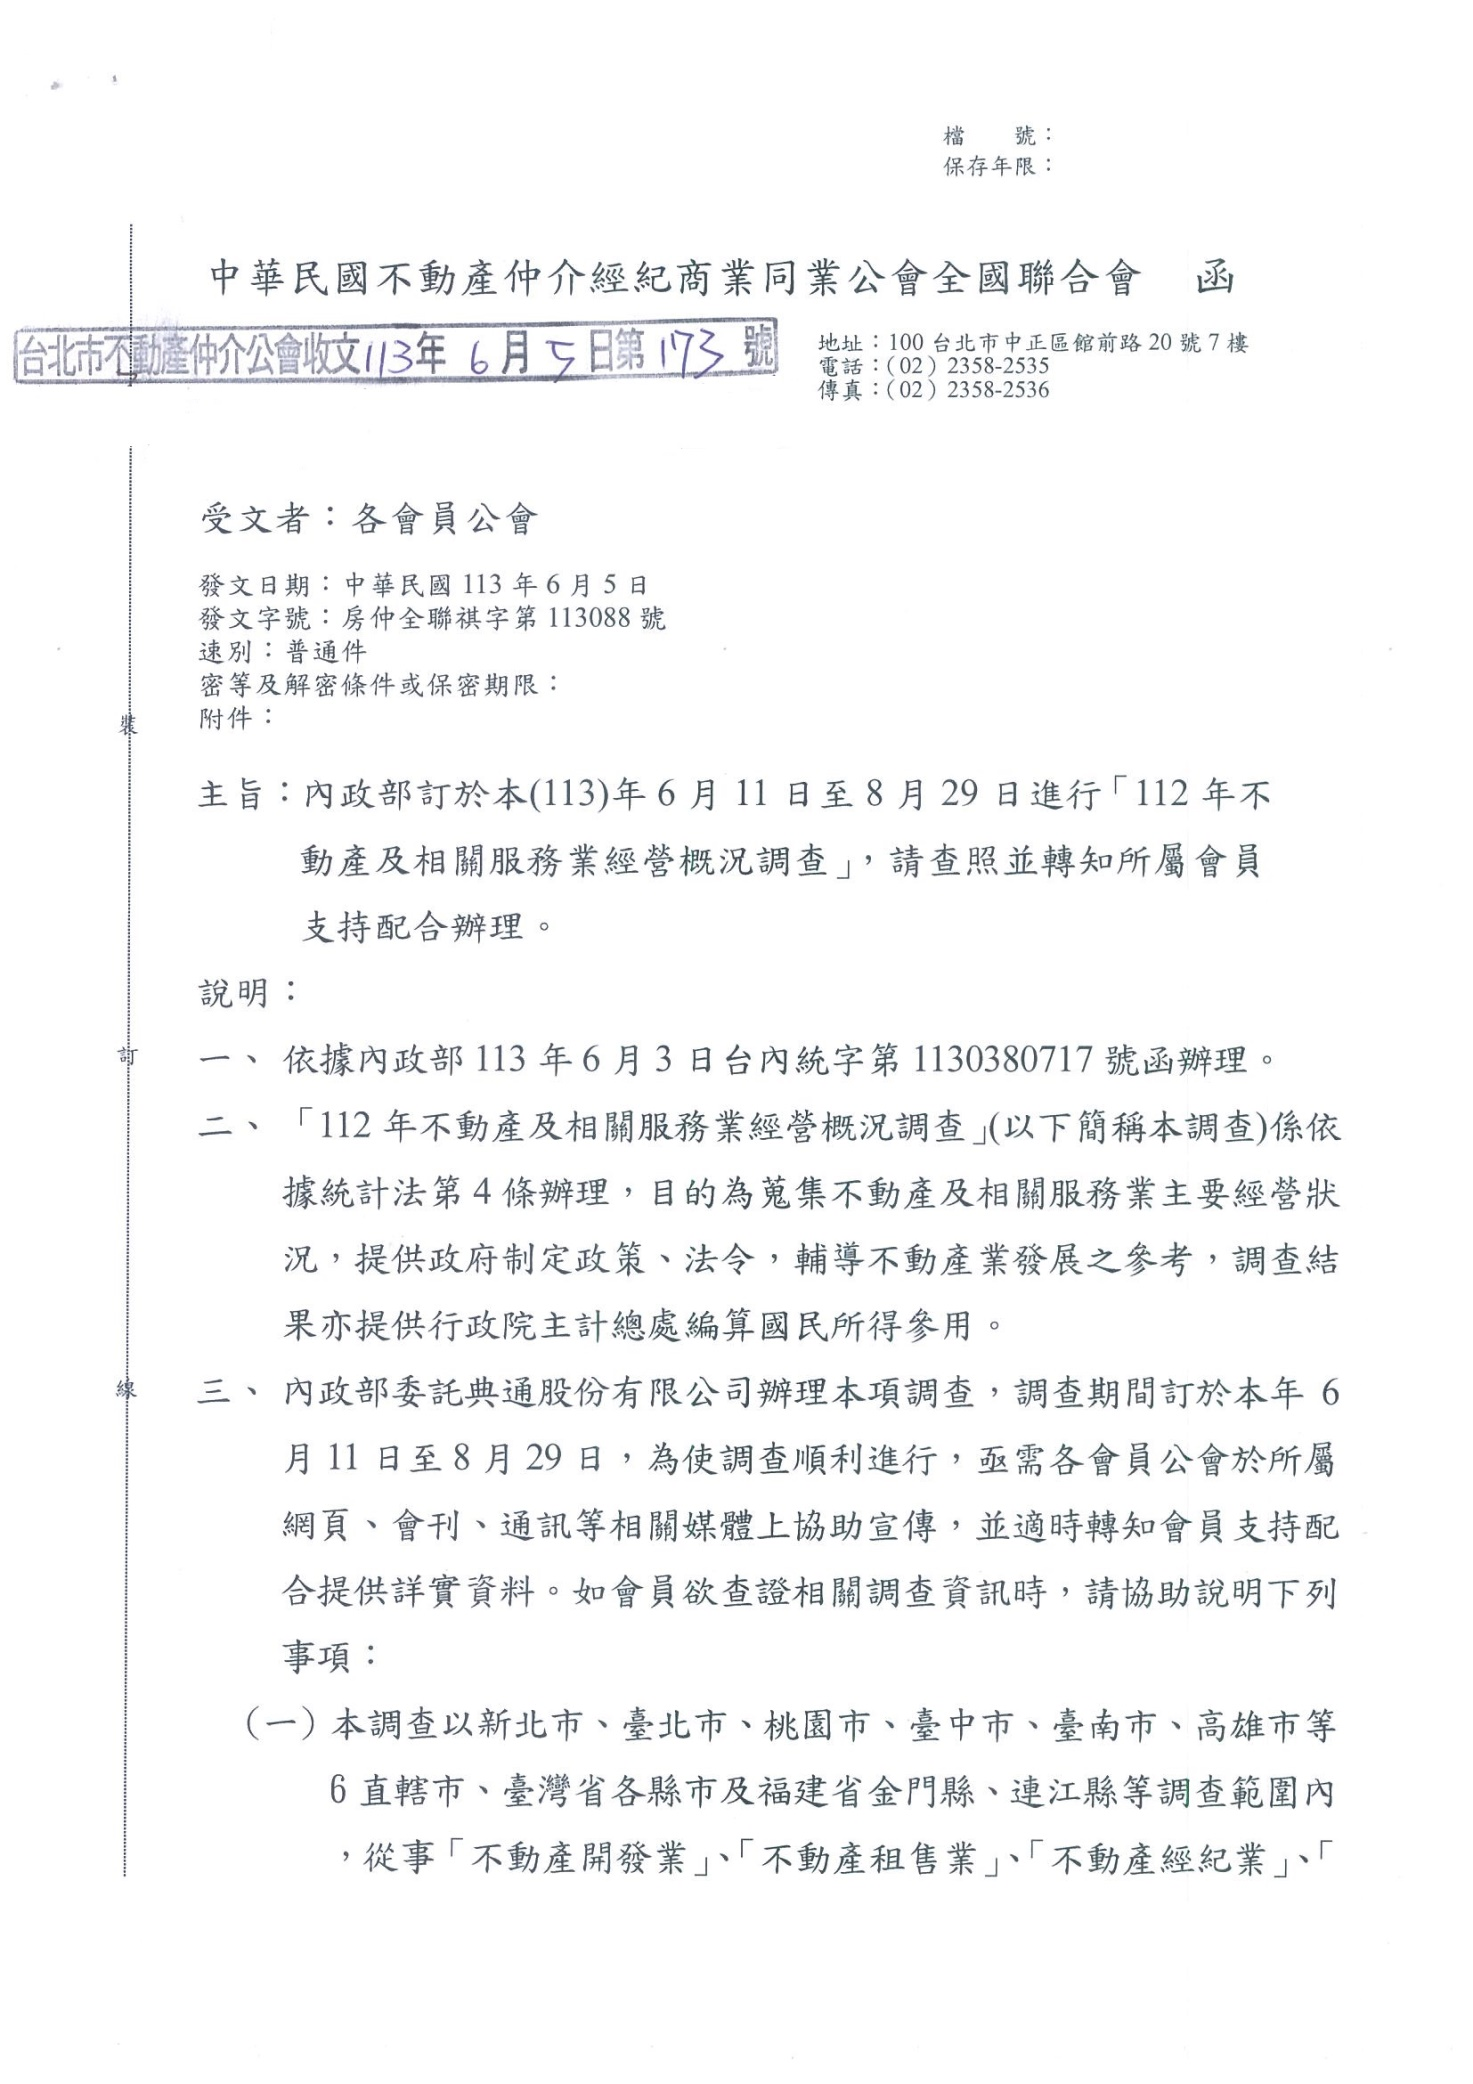 檔　　號：
保存年限：
中華民國不動產仲介經紀商業同業公會全國聯合會　函
台北市不動產仲介公會收文113年6月5日第173號
地址：100台北市中正區館前路20號7樓
電話：(02) 2358-2535
傳真：(02) 2358-2536
受文者：各會員公會
發文日期：中華民國113年6月5日
發文字號：房仲全聯祺字第113088號
速別：普通件
密等及解密條件或保密期限：
附件：
裝
主旨：內政部訂於本(113)年6月11日至8月29日進行「112年不
動產及相關服務業經營概況調查」，請查照並轉知所屬會員
支持配合辦理。
說明：
訂
一、依據內政部113年6月3日台內統字第1130380717號函辦理。
二、「112年不動產及相關服務業經營概況調查」(以下簡稱本調查)係依
據統計法第4條辦理，目的為蒐集不動產及相關服務業主要經營狀
況，提供政府制定政策、法令，輔導不動產業發展之參考，調查結
果亦提供行政院主計總處編算國民所得參用。
線
三、內政部委託典通股份有限公司辦理本項調查，調查期間訂於本年6
月11日至8月29日，為使調查順利進行，亟需各會員公會於所屬
網頁、會刊、通訊等相關媒體上協助宣傳，並適時轉知會員支持配
合提供詳實資料。如會員欲查證相關調查資訊時，請協助說明下列
事項：
（一）本調查以新北市、臺北市、桃園市、臺中市、臺南市、高雄市等
6直轄市、臺灣省各縣市及福建省金門縣、連江縣等調查範圍內
，從事「不動產開發業」、「不動產租售業」、「不動產經紀業」、「